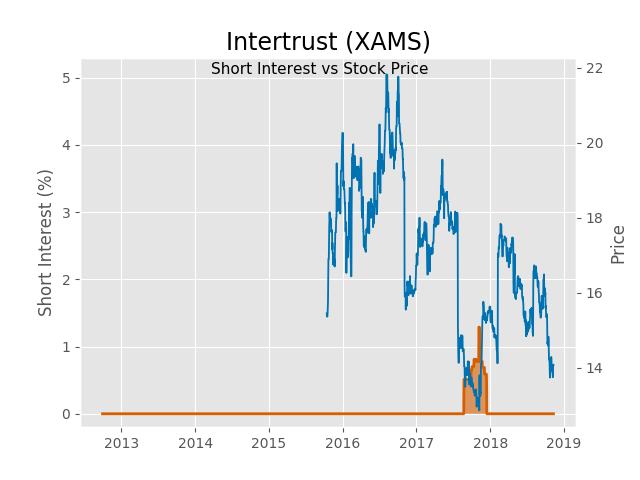 Intertrust (XAMS)
Short Interest vs Stock Price
5
4
3
2
1
0
Short Interest (%)
22
20
18
16
14
Price
2013 2014 2015 2016 2017 2018 2019